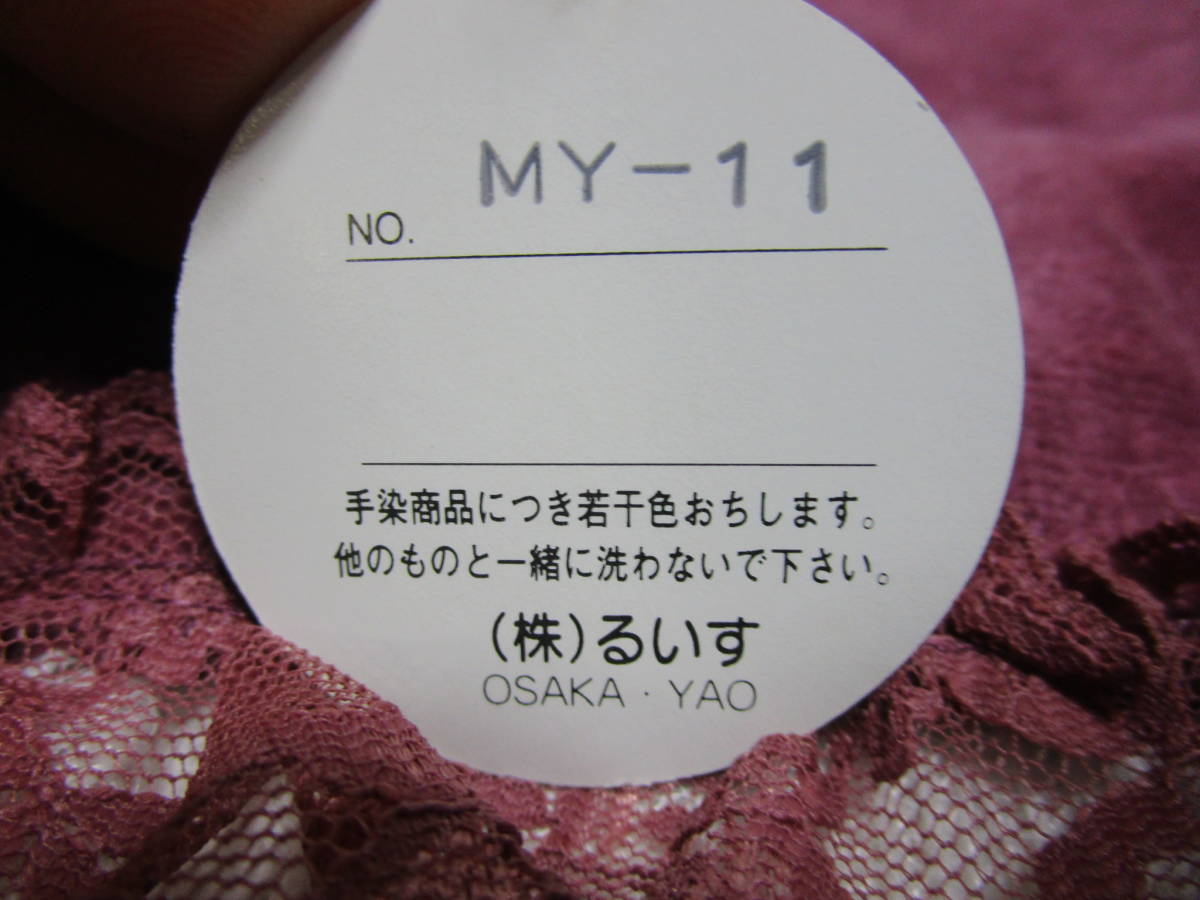 MY-11
NO.
手染商品につき若干色おちします。
他のものと一緒に洗わないで下さい。
(株)るいす
OSAKA・YAO